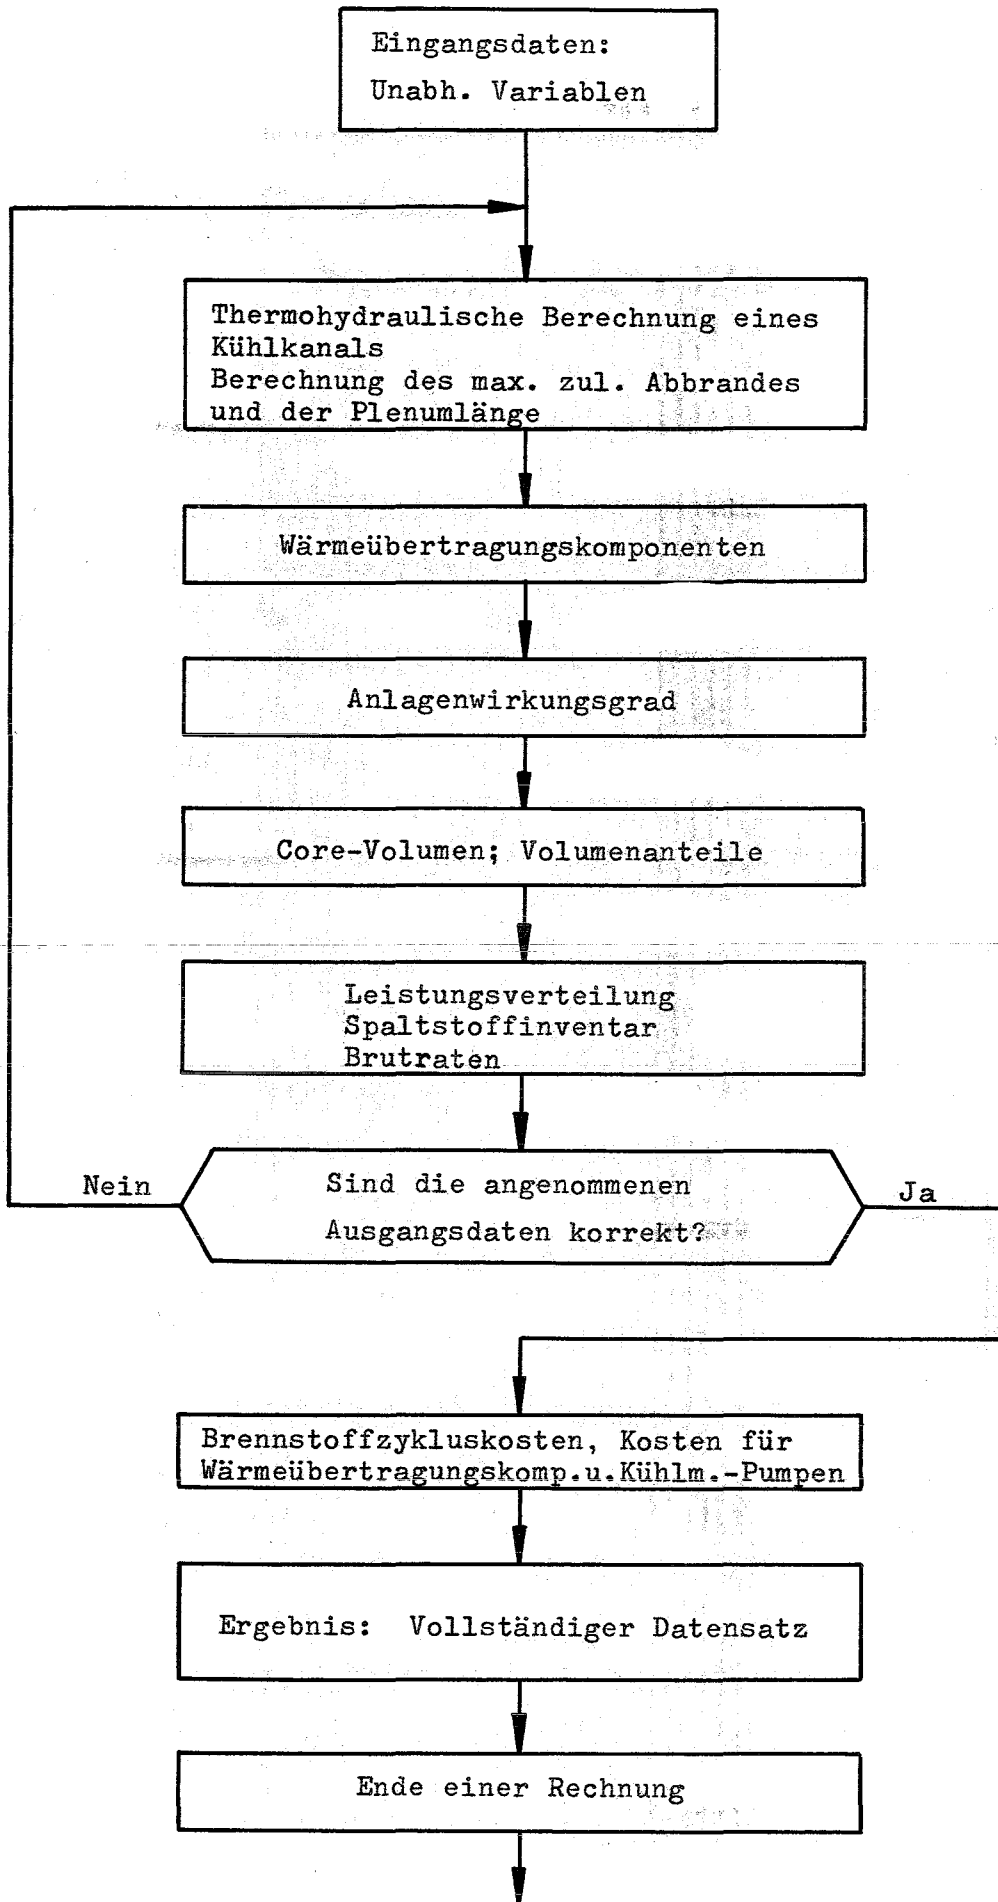 Eingangsdaten:
Unabh. Variablen
Thermohydraulische Berechnung eines
Kühlkanals
Berechnung des max. zul. Abbrandes
und der Plenumlänge
Wärmeübertragungskomponenten
Anlagenwirkungsgrad
Core-Volumen; Volumenanteile
Leistungsverteilung
Spaltstoffinventar
Brutraten
Nein
Sind die angenommenen
Ausgangsdaten korrekt?
Ja
Brennstoffzykluskosten, Kosten für
Wärmeübertragungskomp.u.Kühlm.-Pumpen
Ergebnis: Vollständiger Datensatz
Ende einer Rechnung